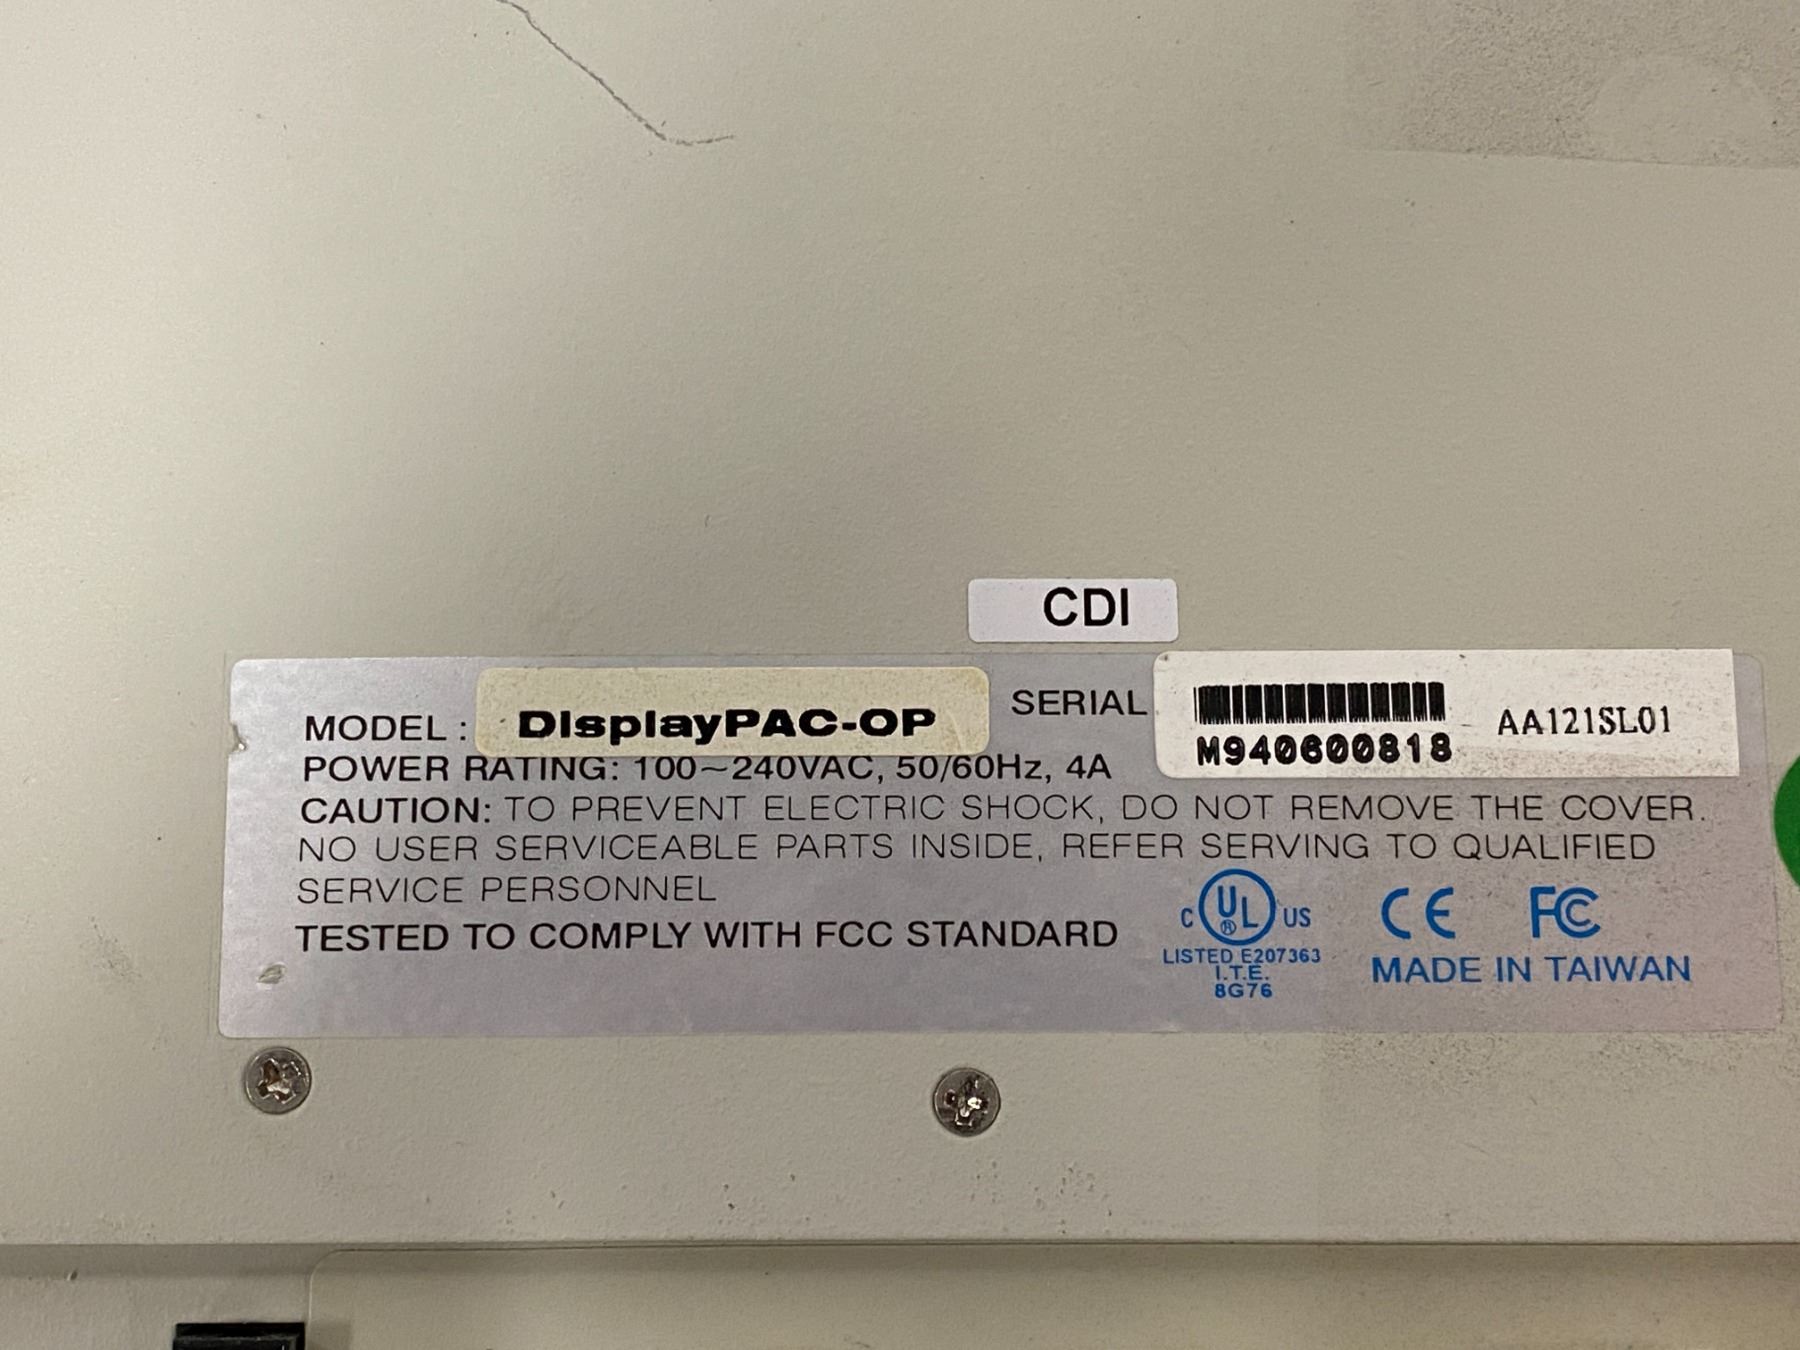 CDI
MODEL : DIsplayPAC-OP SERIAL M940600818 AA121SL01
POWER RATING: 100~240VAC, 50/60Hz, 4A
CAUTION: TO PREVENT ELECTRIC SHOCK, DO NOT REMOVE THE COVER.
NO USER SERVICEABLE PARTS INSIDE, REFER SERVING TO QUALIFIED
SERVICE PERSONNEL
TESTED TO COMPLY WITH FCC STANDARD
C UL® US CE FC
LISTED E207363
I.T.E.
8G76
MADE IN TAIWAN